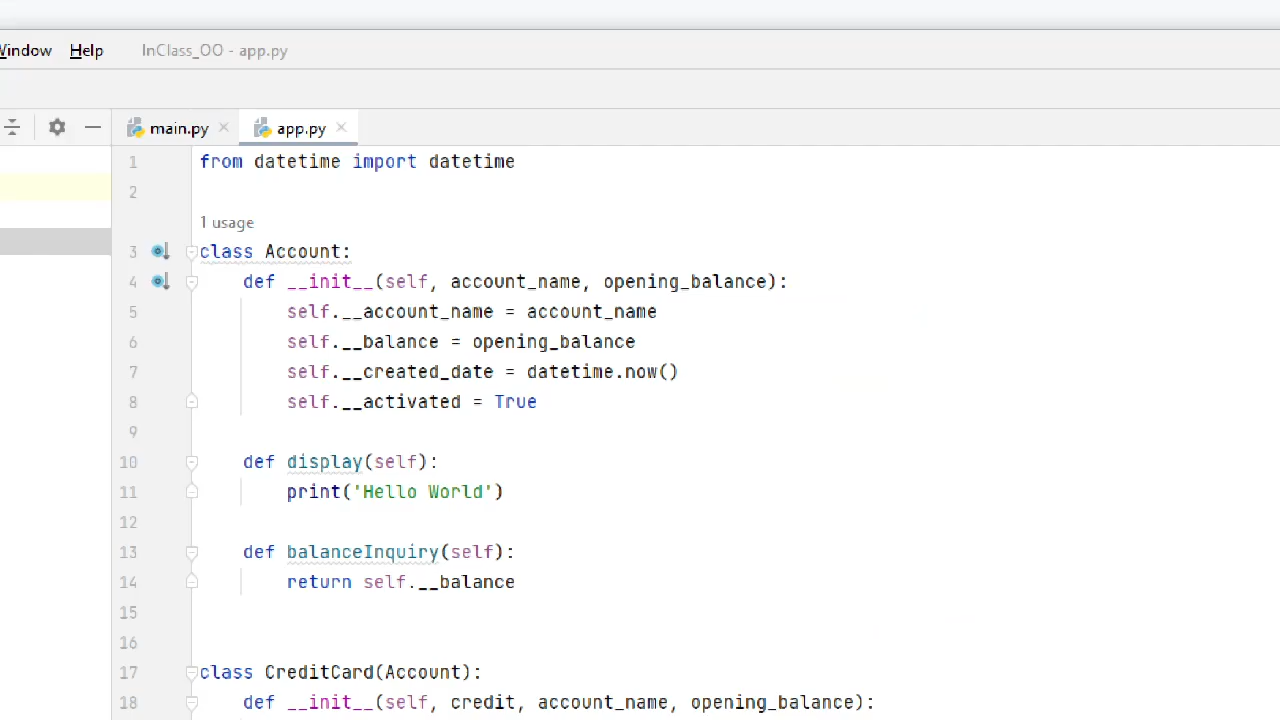 Window Help InClass_OO - app.py
main.py app.py
1 from datetime import datetime
2
1 usage
3 class Account:
4 def __init__(self, account_name, opening_balance):
5 self.__account_name = account_name
6 self.__balance = opening_balance
7 self.__created_date = datetime.now()
8 self.__activated = True
9
10 def display(self):
11 print('Hello World')
12
13 def balanceInquiry(self):
14 return self.__balance
15
16
17 class CreditCard(Account):
18 def __init__(self, credit, account_name, opening_balance):